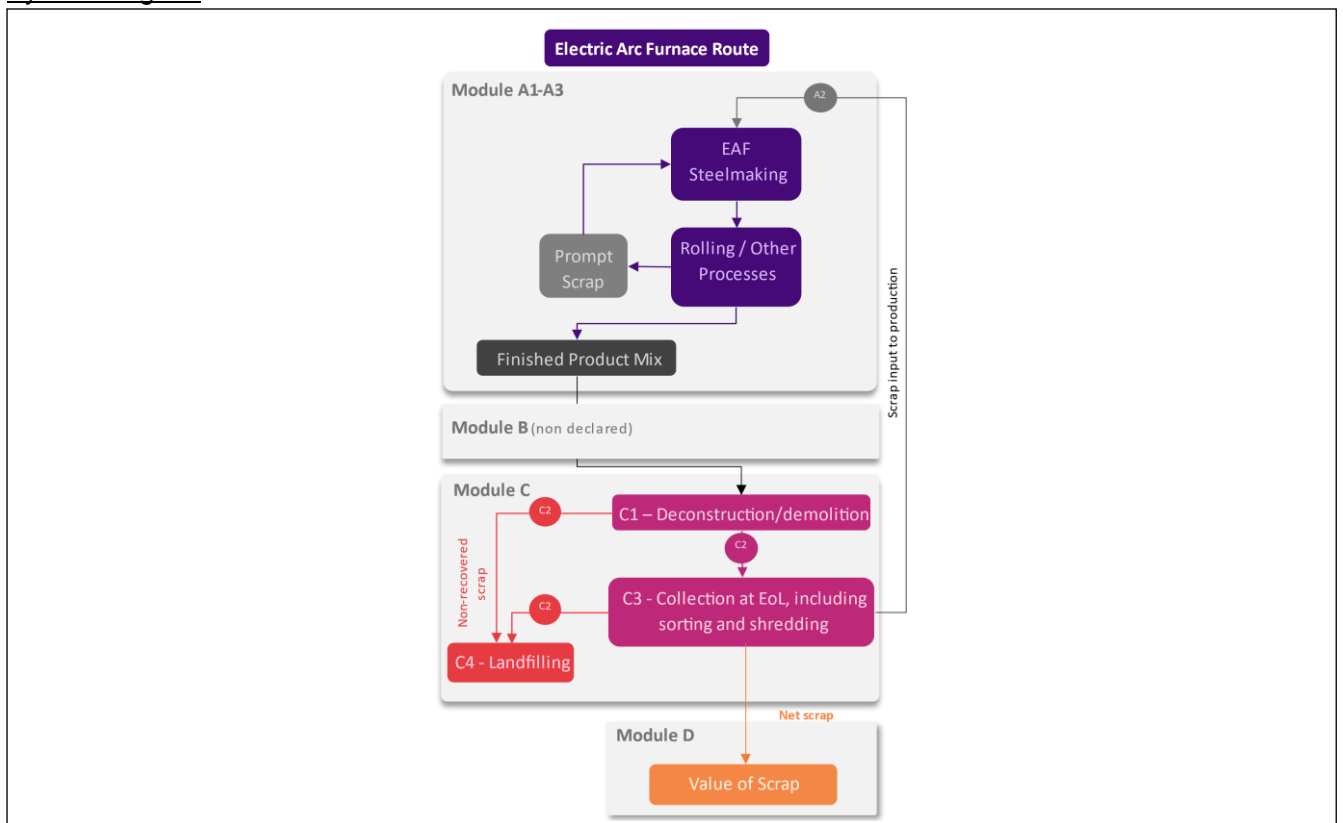 Electric Arc Furnace Route
Module A1-A3
A2
EAF
Steelmaking
Prompt
Scrap
Rolling / Other
Processes
Finished Product Mix
Scrap input to production
Module B (non declared)
Module C
C1 – Deconstruction/demolition
C2
C2
Non-recovered
scrap
C3 - Collection at EoL, including
sorting and shredding
C2
C4 - Landfilling
Net scrap
Module D
Value of Scrap